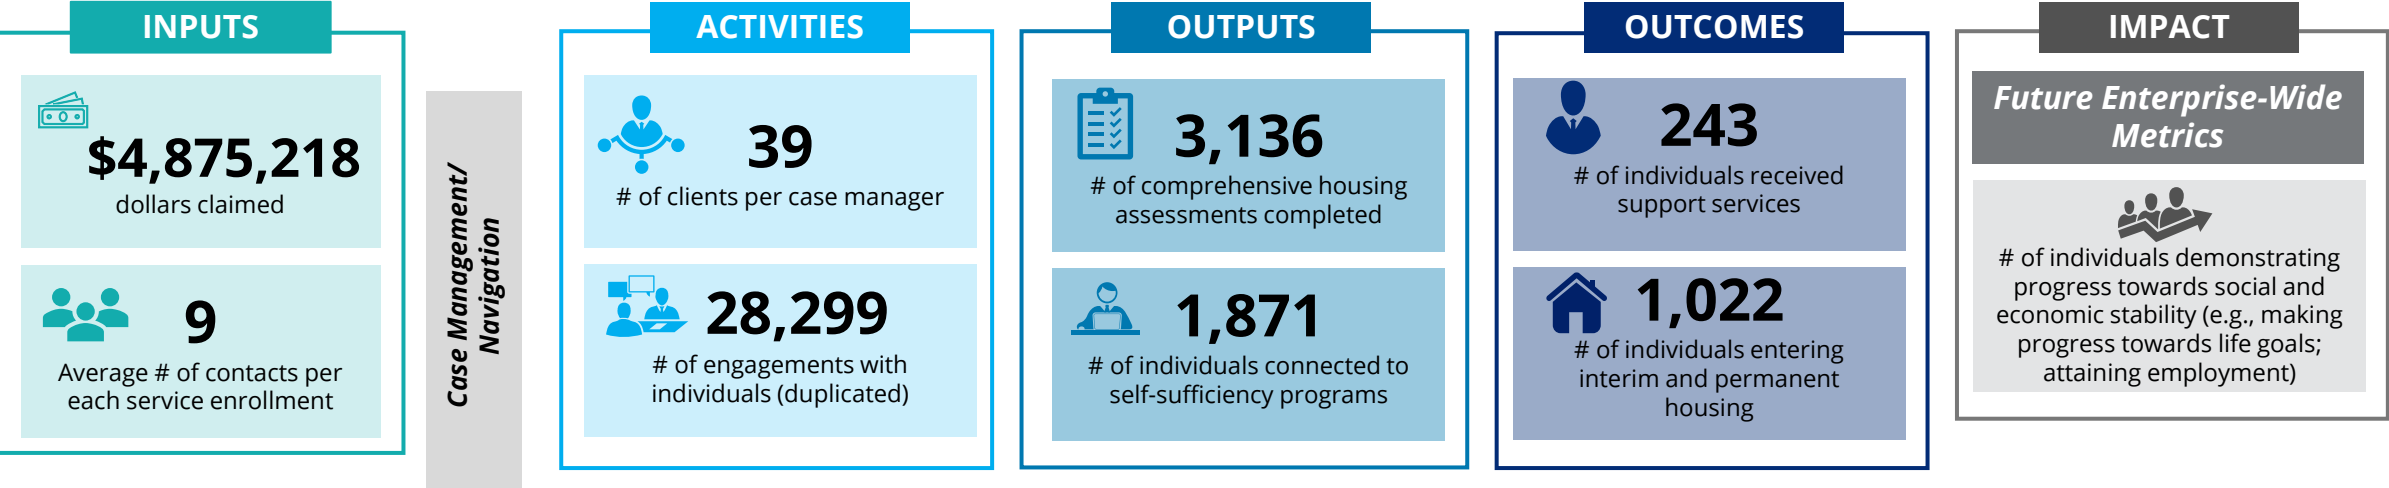 INPUTS
$4,875,218
dollars claimed
9
Average # of contacts per
each service enrollment
Case Management/
Navigation
ACTIVITIES
39
# of clients per case manager
28,299
# of engagements with
individuals (duplicated)
OUTPUTS
3,136
# of comprehensive housing
assessments completed
1,871
# of individuals connected to
self-sufficiency programs
OUTCOMES
243
# of individuals received
support services
1,022
# of individuals entering
interim and permanent
housing
IMPACT
Future Enterprise-Wide
Metrics
# of individuals demonstrating
progress towards social and
economic stability (e.g., making
progress towards life goals;
attaining employment)